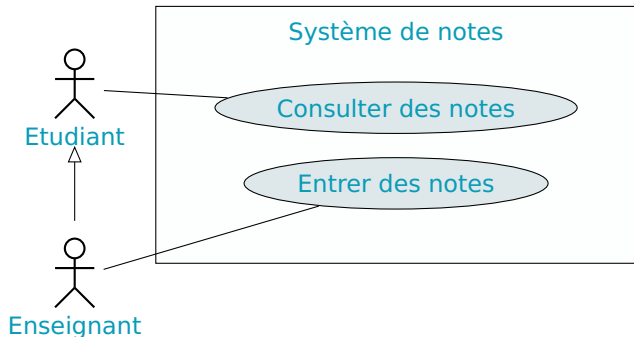 Système de notes
Consulter des notes
Etudiant
Entrer des notes
Enseignant